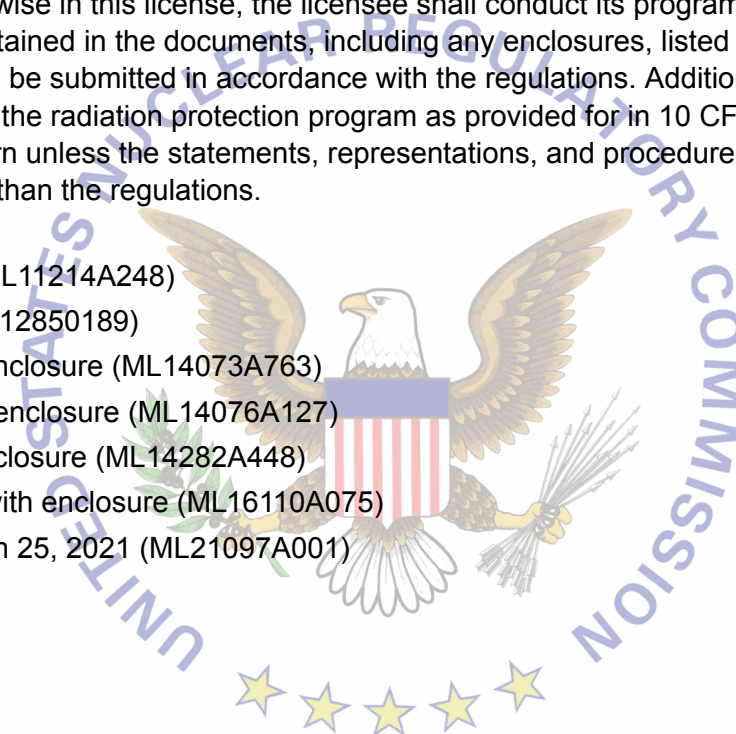 wise in this license, the licensee shall conduct its program
tained in the documents, including any enclosures, listed
be submitted in accordance with the regulations. Addition
the radiation protection program as provided for in 10 CF
rn unless the statements, representations, and procedure
than the regulations.
L11214A248)
12850189)
nclosure (ML14073A763)
enclosure (ML14076A127)
closure (ML14282A448)
with enclosure (ML16110A075)
h 25, 2021 (ML21097A001)
UNITED STATES NUCLEAR REGULATORY COMMISSION